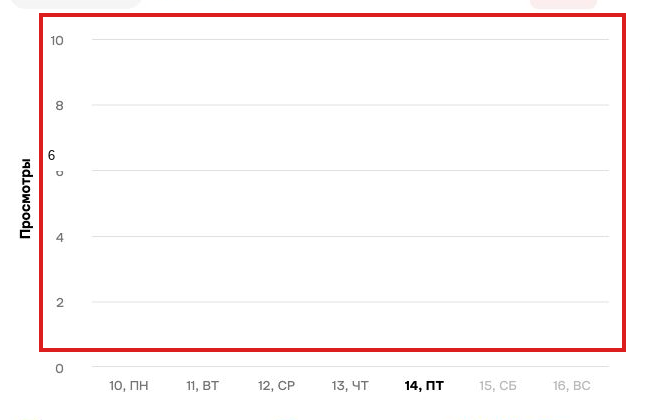 10
8
6
6
4
2
0
Просмотры
10, ПН
11, ВТ
12, СР
13, ЧТ
14, ПТ
15, СБ
16, ВС